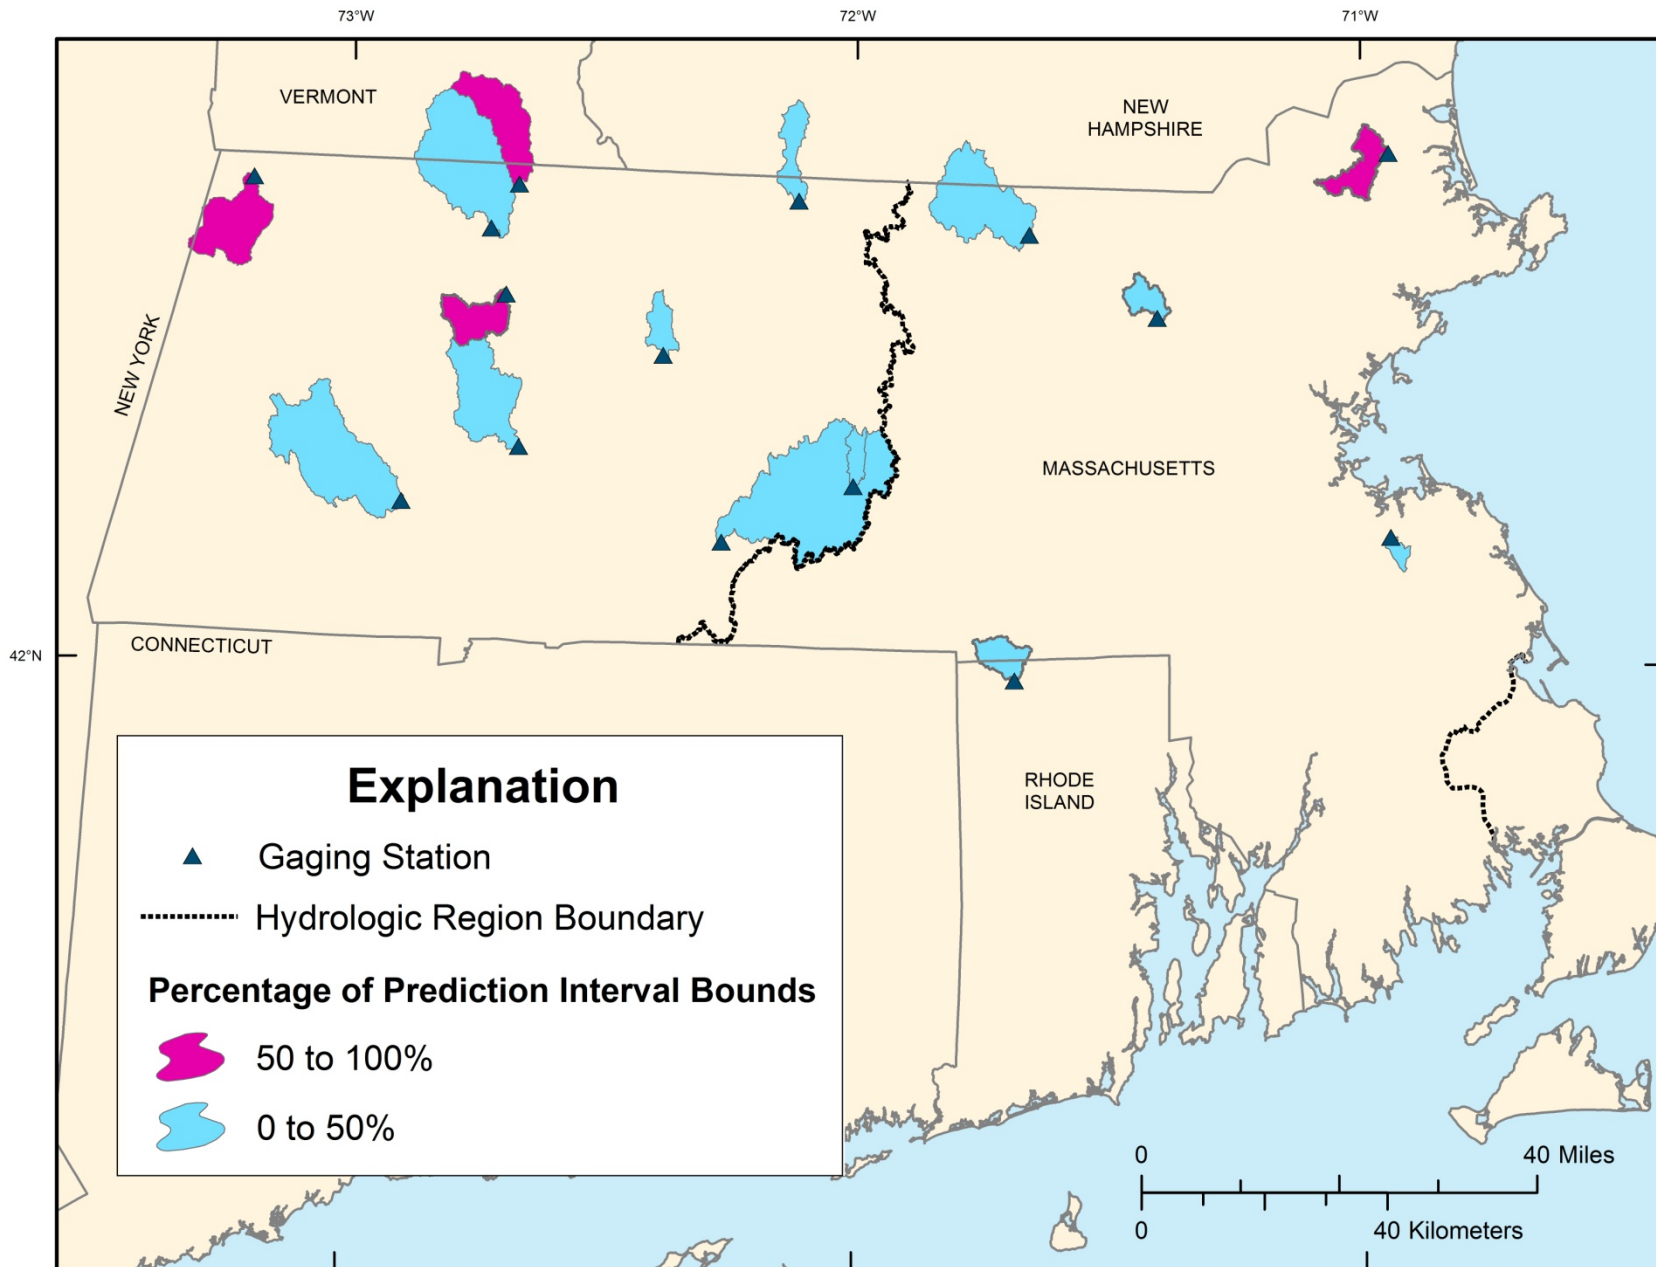 73°W
72°W
71°W
VERMONT
NEW
HAMPSHIRE
NEW YORK
MASSACHUSETTS
CONNECTICUT
42°N
RHODE
ISLAND
Explanation
Gaging Station
Hydrologic Region Boundary
Percentage of Prediction Interval Bounds
50 to 100%
0 to 50%
0
40 Miles
0
40 Kilometers